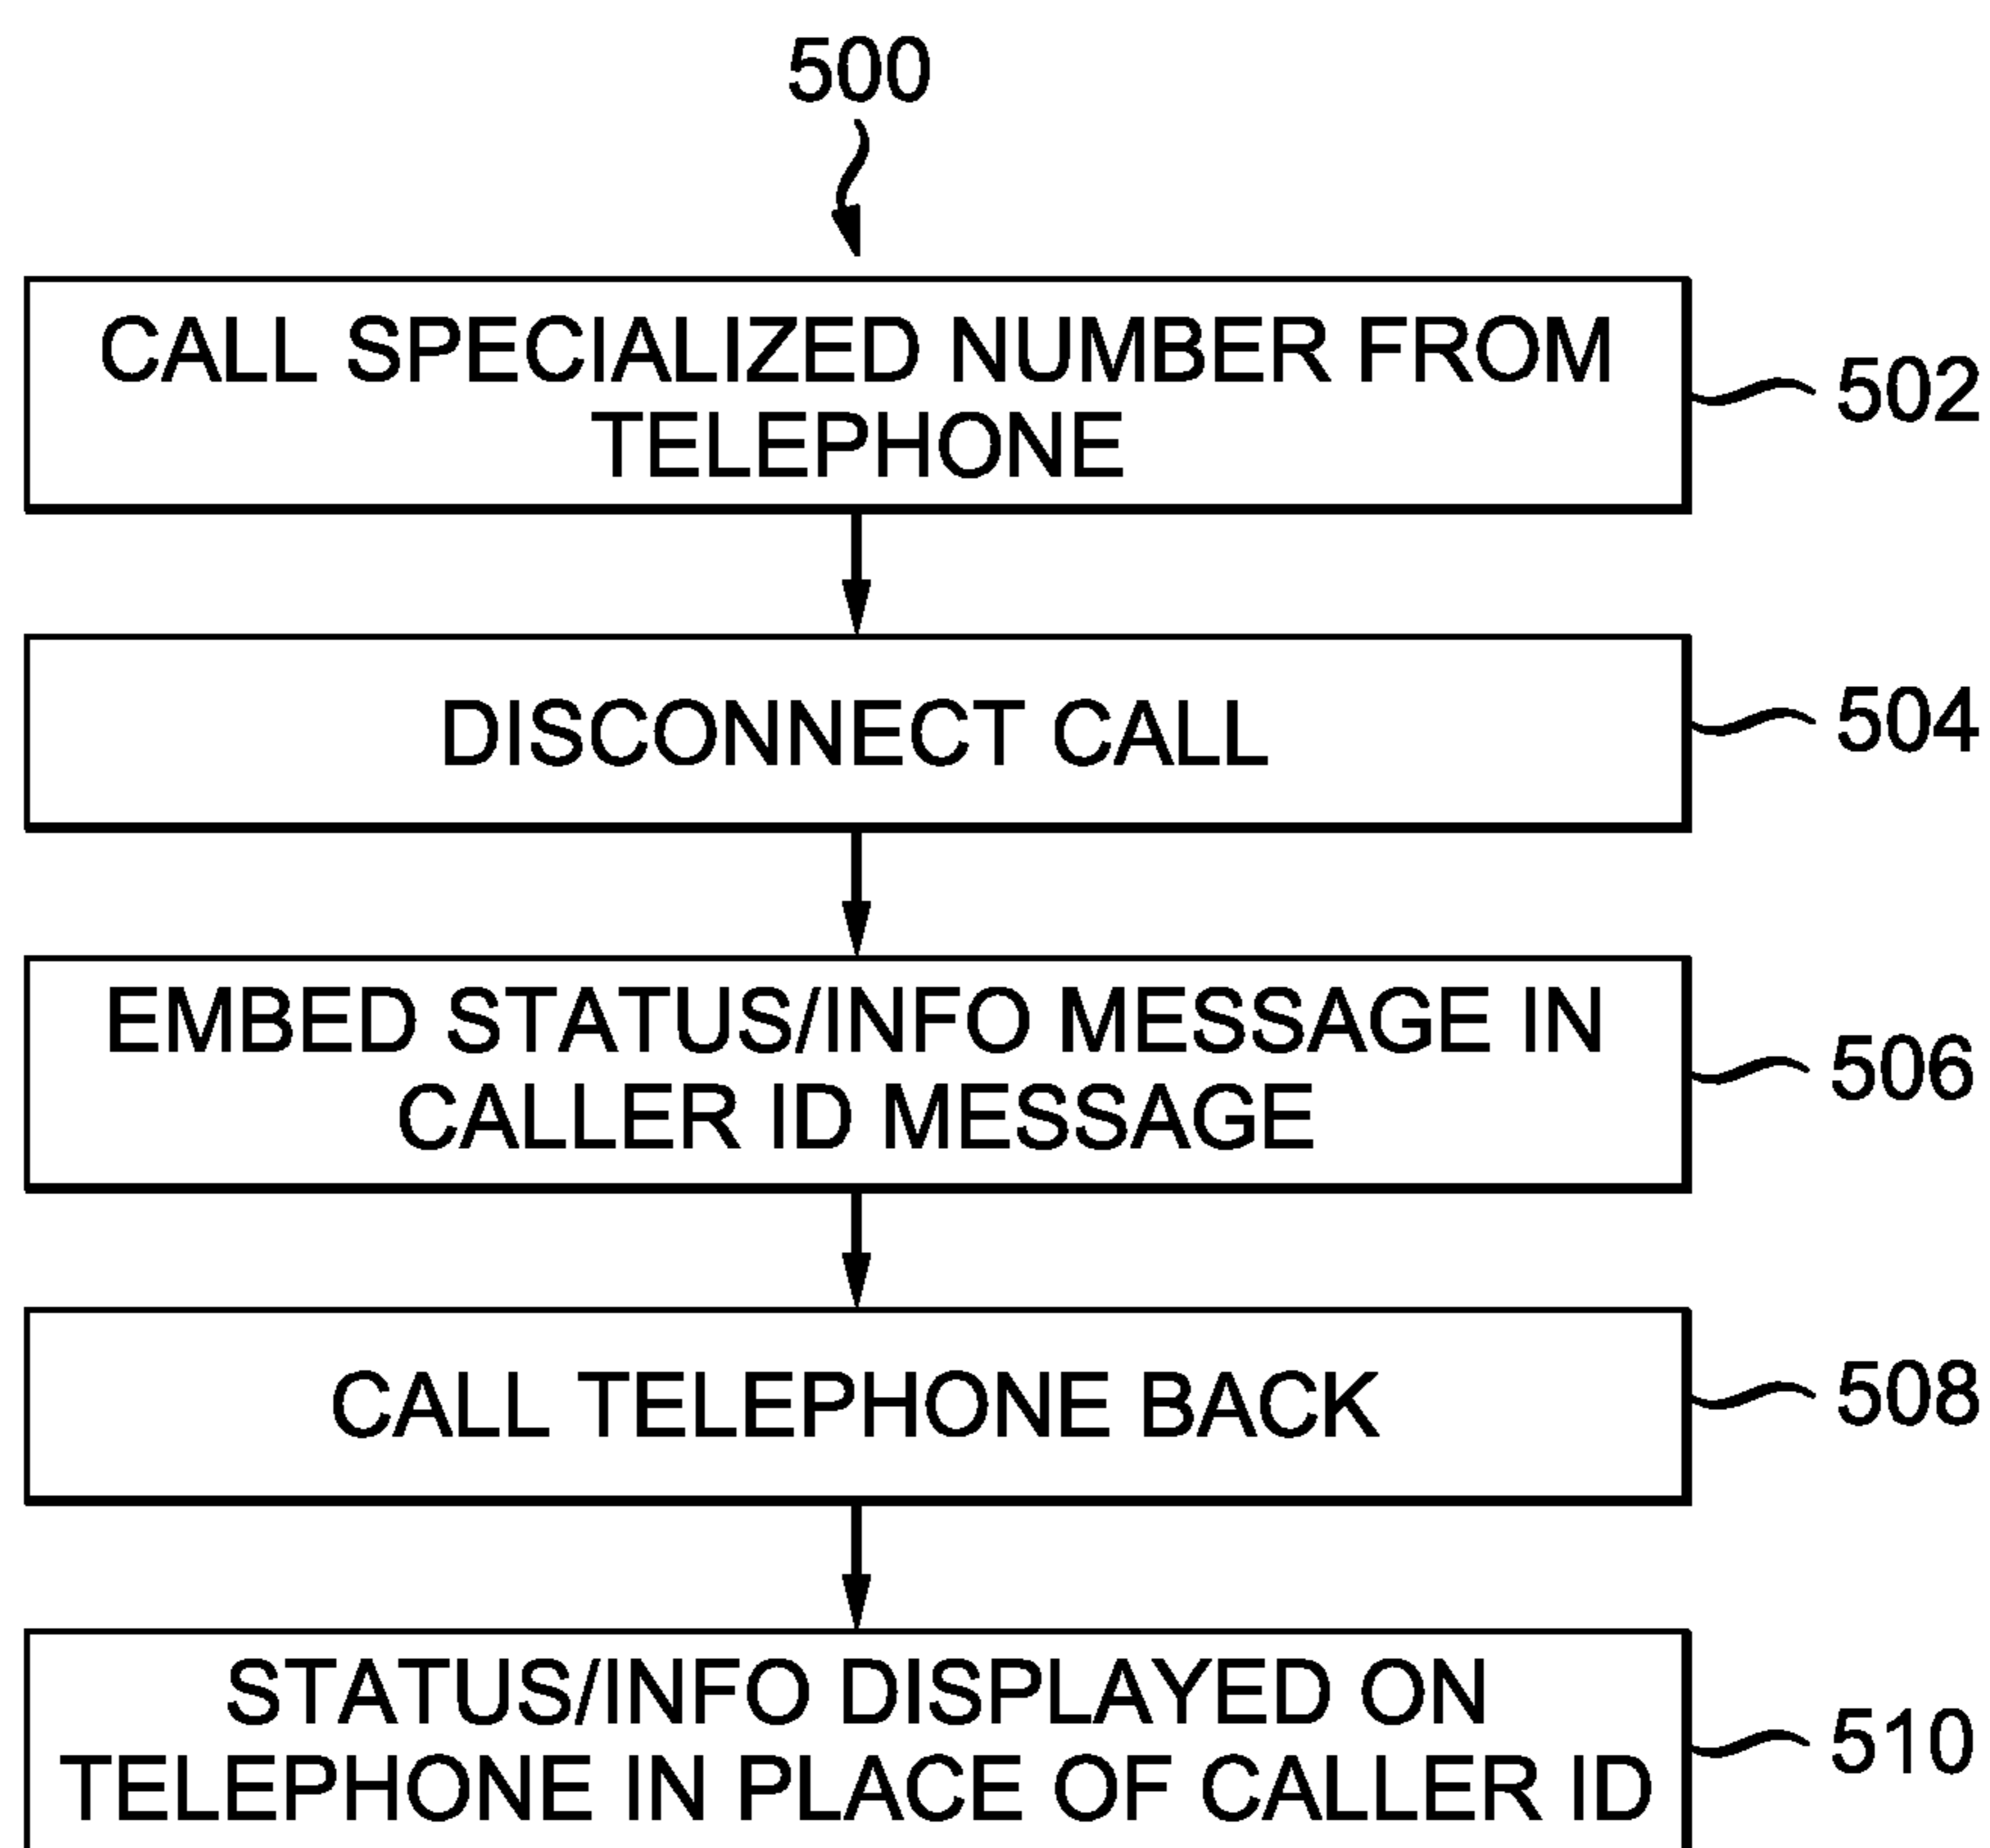 500
CALL SPECIALIZED NUMBER FROM
TELEPHONE
502
DISCONNECT CALL
504
EMBED STATUS/INFO MESSAGE IN
CALLER ID MESSAGE
506
CALL TELEPHONE BACK
508
STATUS/INFO DISPLAYED ON
TELEPHONE IN PLACE OF CALLER ID
510